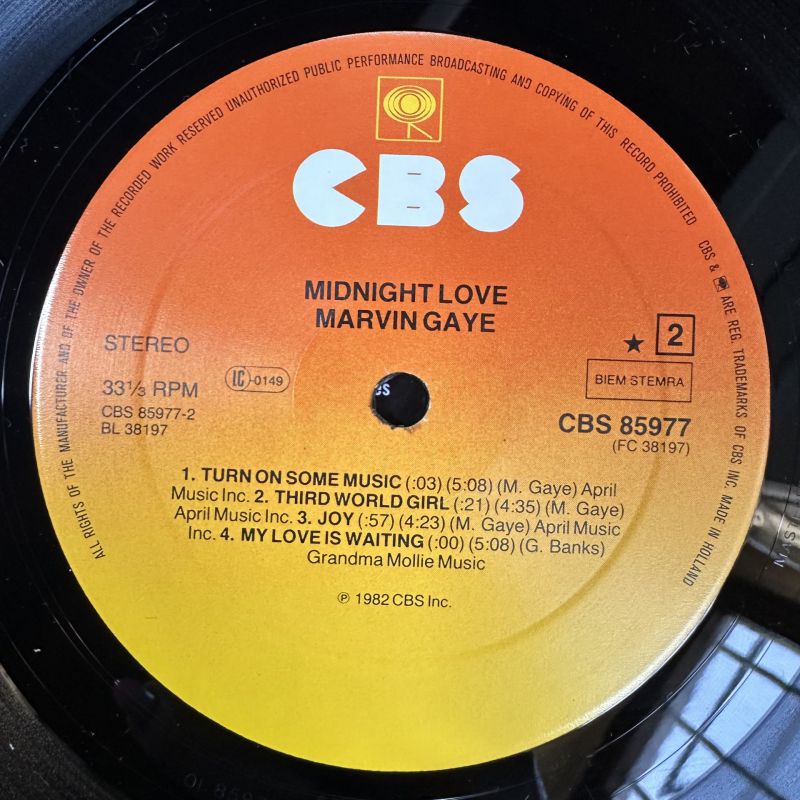 ALL RIGHTS OF THE MANUFACTURER AND OF THE OWNER OF THE RECORDED WORK RESERVED UNAUTHORIZED PUBLIC PERFORMANCE BROADCASTING AND COPYING OF THIS RECORD PROHIBITED CBS & ARE REG. TRADEMARKS OF CBS INC. MADE IN HOLLAND
CBS
MIDNIGHT LOVE
MARVIN GAYE
STEREO
★ 2
33 1/3 RPM
LC-0149
BIEM STEMRA
CBS 85977-2
BL 38197
CBS 85977
(FC 38197)
1. TURN ON SOME MUSIC (:03) (5:08) (M. Gaye) April
Music Inc. 2. THIRD WORLD GIRL (:21) (4:35) (M. Gaye)
April Music Inc. 3. JOY (:57) (4:23) (M. Gaye) April Music
Inc. 4. MY LOVE IS WAITING (:00) (5:08) (G. Banks)
Grandma Mollie Music
℗ 1982 CBS Inc.